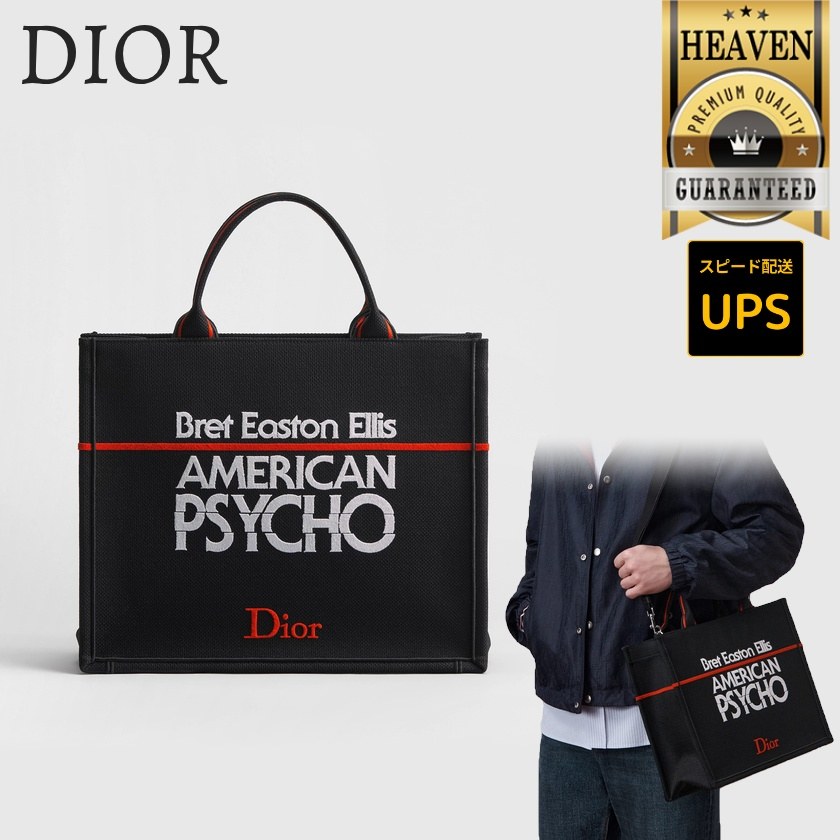 DIOR
HEAVEN
PREMIUM QUALITY
GUARANTEED
スピード配送
UPS
Bret Easton Ellis
AMERICAN
PSYCHO
Dior
Bret Easton Ellis
AMERICAN
PSYCHO
Dior